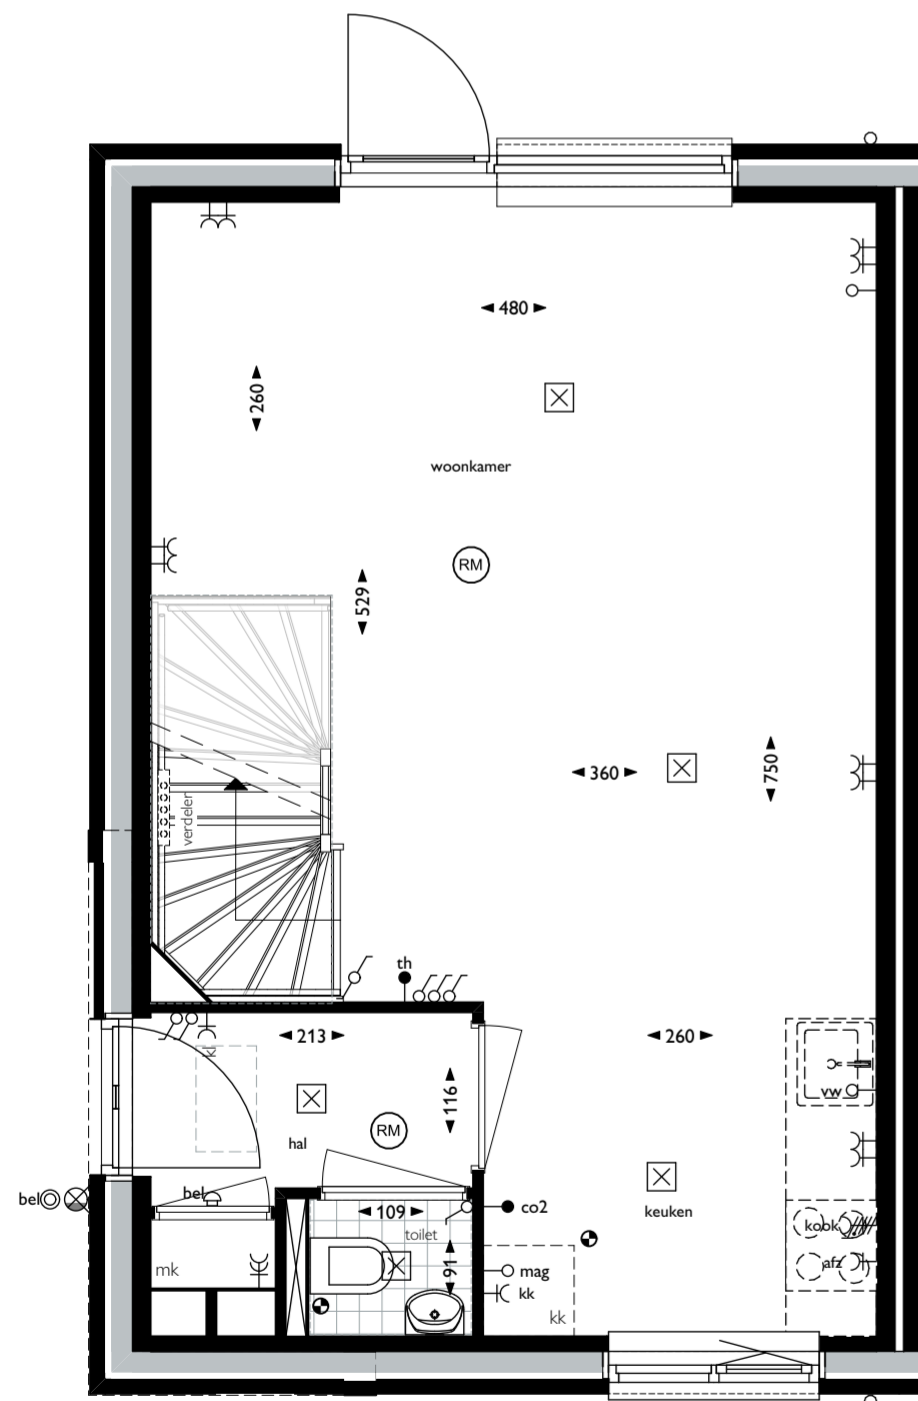 480
260
woonkamer
RM
529
360
750
verdeler
th
kl
213
260
116
vw
RM
hal
bel
bel
109
co2
keuken
kook
toilet
91
mk
mag
afz
kk
kk